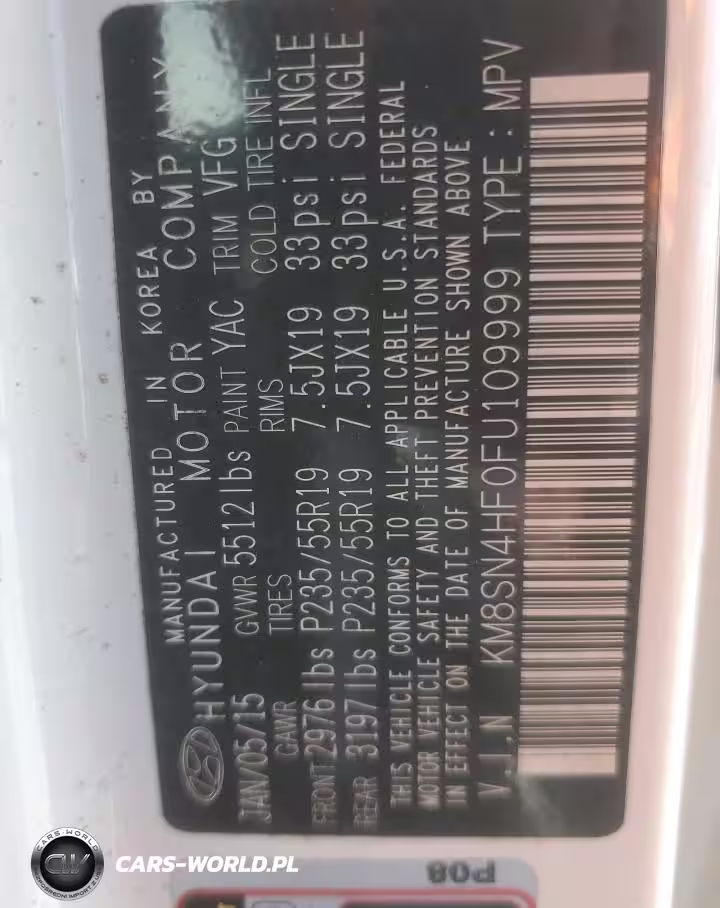 MANUFACTURED IN KOREA BY
HYUNDAI MOTOR COMPANY
JAN/05/15 GVWR 5512lbs PAINT YAC TRIM VFG
GAWR TIRES RIMS COLD TIRE INFL
FRONT 2976lbs P235/55R19 7.5JX19 33psi SINGLE
REAR 3197lbs P235/55R19 7.5JX19 33psi SINGLE
THIS VEHICLE CONFORMS TO ALL APPLICABLE U.S.A. FEDERAL
MOTOR VEHICLE SAFETY AND THEFT PREVENTION STANDARDS
IN EFFECT ON THE DATE OF MANUFACTURE SHOWN ABOVE
V.I.N KM8SN4HF0FU109999 TYPE : MPV
P08
CARS-WORLD
CW
CARS-WORLD.PL